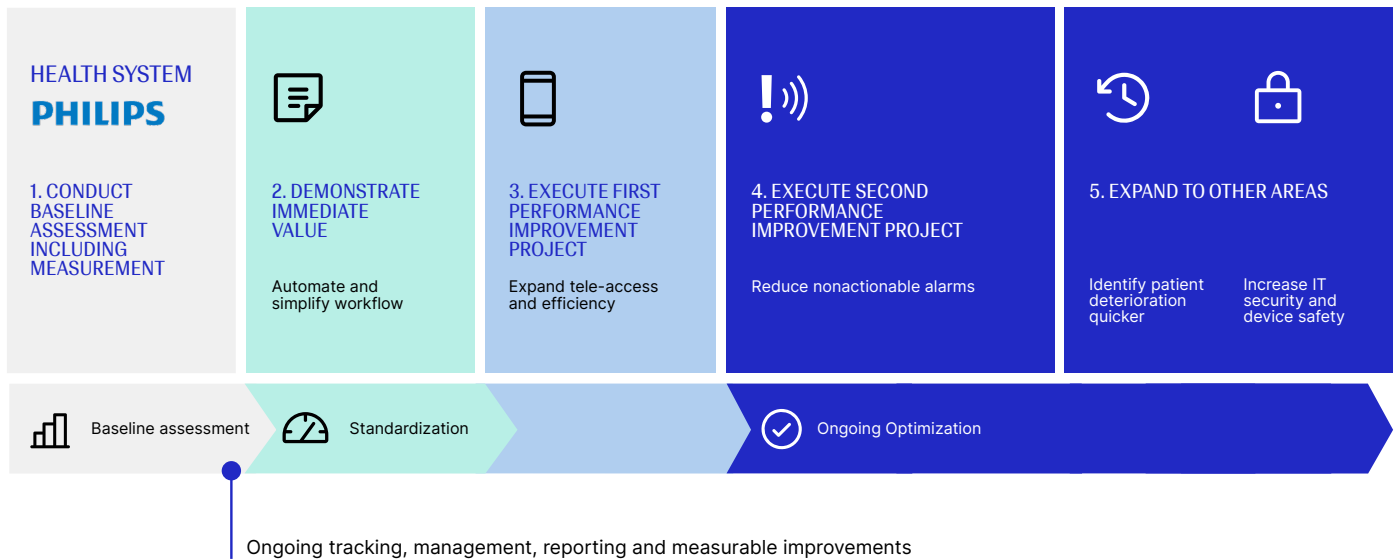 HEALTH SYSTEM
PHILIPS
1. CONDUCT
BASELINE
ASSESSMENT
INCLUDING
MEASUREMENT
2. DEMONSTRATE
IMMEDIATE
VALUE
Automate and
simplify workflow
3. EXECUTE FIRST
PERFORMANCE
IMPROVEMENT
PROJECT
Expand tele-access
and efficiency
4. EXECUTE SECOND
PERFORMANCE
IMPROVEMENT PROJECT
Reduce nonactionable alarms
5. EXPAND TO OTHER AREAS
Identify patient
deterioration
quicker
Increase IT
security and
device safety
Baseline assessment
Standardization
Ongoing Optimization
Ongoing tracking, management, reporting and measurable improvements